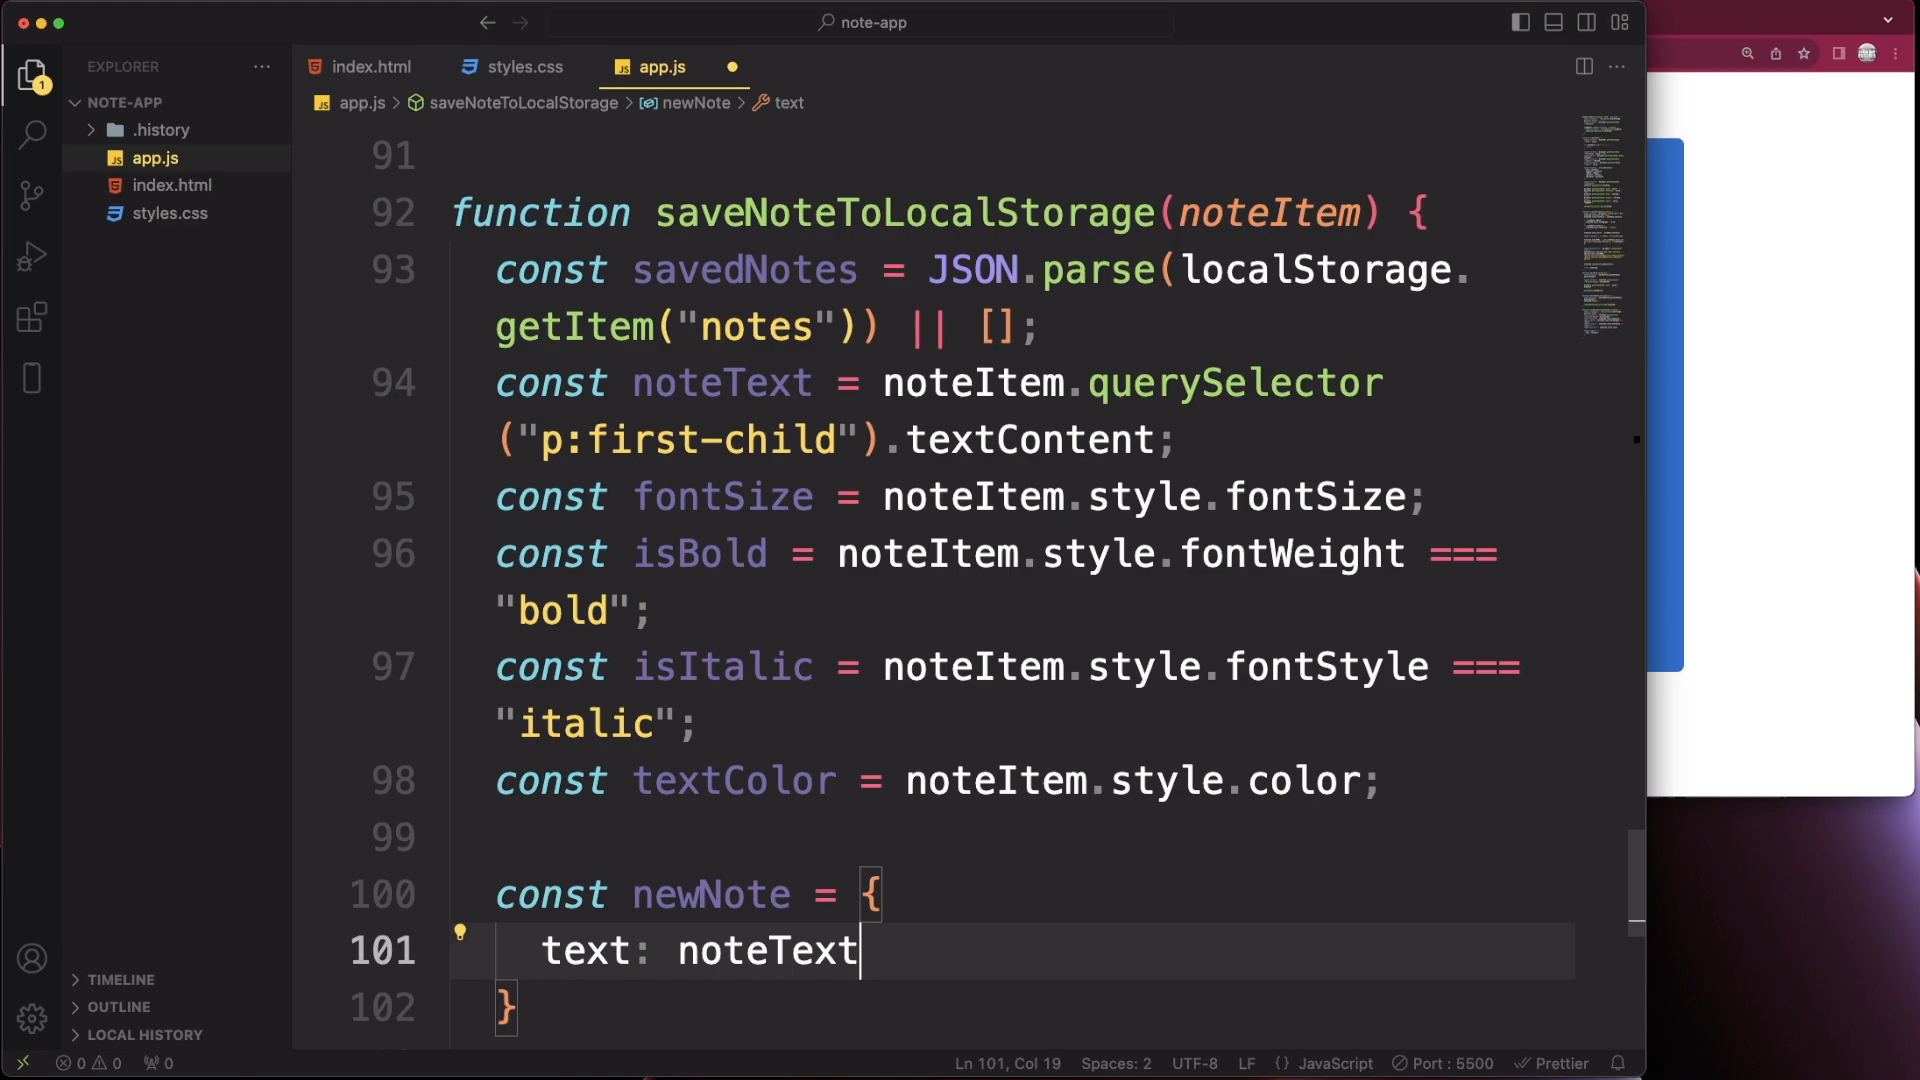 note-app
EXPLORER
index.html
styles.css
app.js
NOTE-APP
.history
app.js
index.html
styles.css
app.js > saveNoteToLocalStorage > newNote > text
91
92 function saveNoteToLocalStorage(noteItem) {
93 const savedNotes = JSON.parse(localStorage.
getItem("notes")) || [];
94 const noteText = noteItem.querySelector
("p:first-child").textContent;
95 const fontSize = noteItem.style.fontSize;
96 const isBold = noteItem.style.fontWeight ===
"bold";
97 const isItalic = noteItem.style.fontStyle ===
"italic";
98 const textColor = noteItem.style.color;
99
100 const newNote = {
101 text: noteText
102 }
1
TIMELINE
OUTLINE
LOCAL HISTORY
0 0 0
Ln 101, Col 19 Spaces: 2 UTF-8 LF {} JavaScript Port : 5500 Prettier